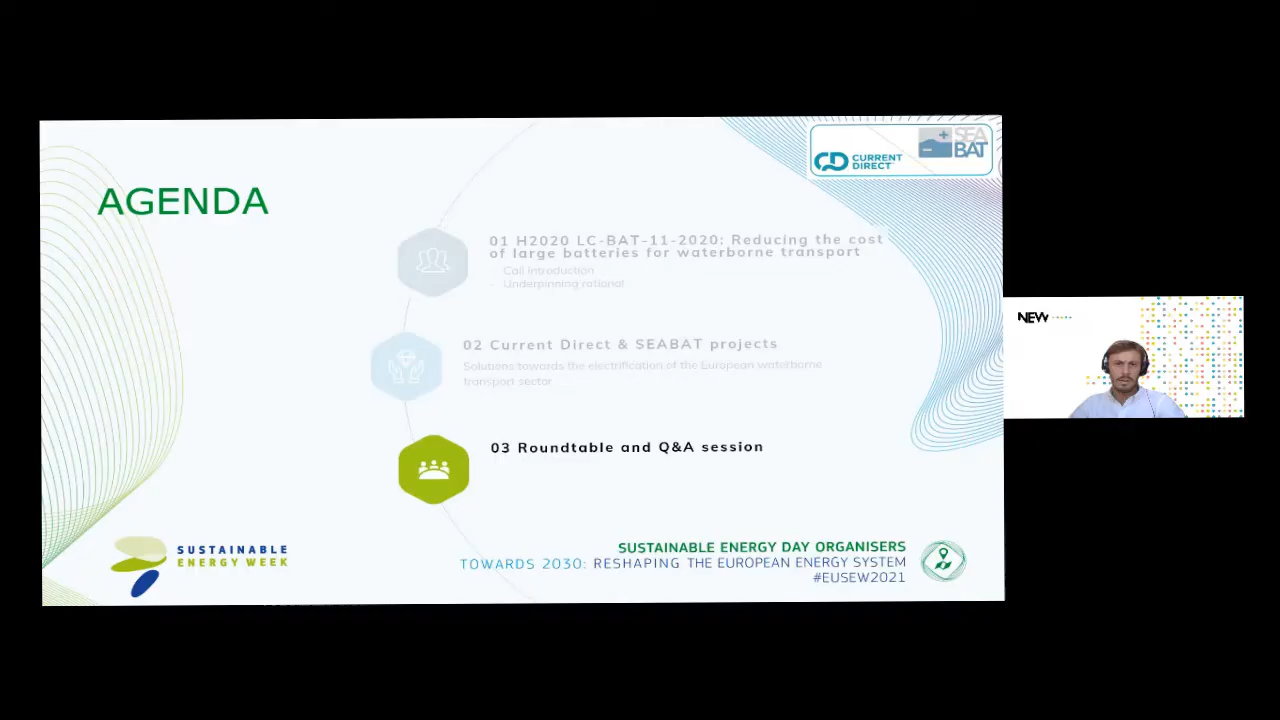 SEA
BAT
CURRENT
DIRECT
AGENDA
01 H2020 LC-BAT-11-2020: Reducing the cost
of large batteries for waterborne transport
Call introduction
- Underpinning rational
02 Current Direct & SEABAT projects
Solutions towards the electrification of the European waterborne
transport sector
03 Roundtable and Q&A session
NEW
SUSTAINABLE
ENERGY WEEK
SUSTAINABLE ENERGY DAY ORGANISERS
TOWARDS 2030: RESHAPING THE EUROPEAN ENERGY SYSTEM
#EUSEW2021